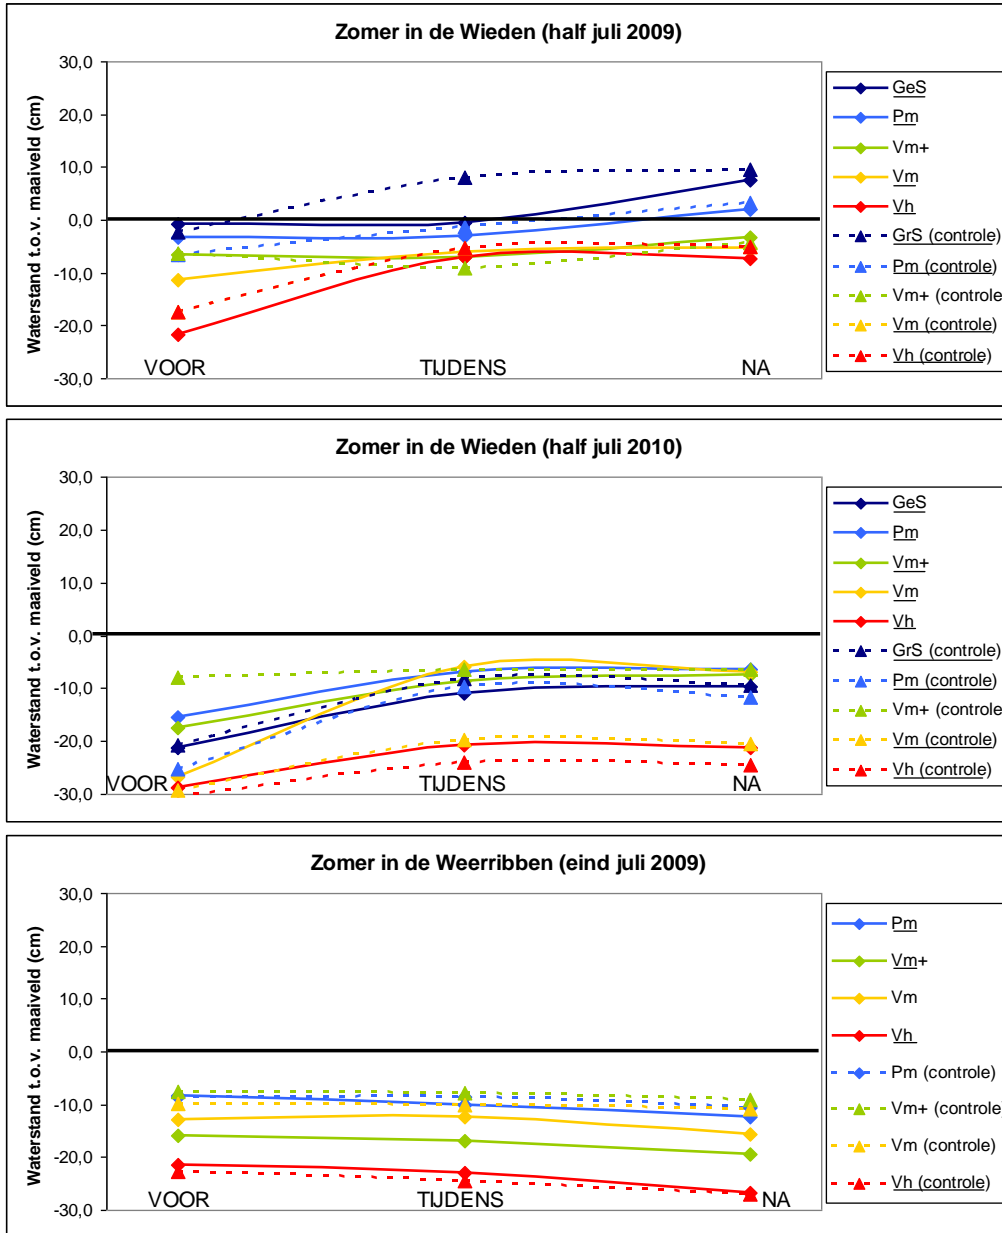 Zomer in de Wieden (half juli 2009)
Waterstand t.o.v. maaiveld (cm)
30,0
20,0
10,0
0,0
-10,0
-20,0
-30,0
VOOR TIJDENS NA
GeS
Pm
Vm+
Vm
Vh
GrS (controle)
Pm (controle)
Vm+ (controle
Vm (controle)
Vh (controle)
Zomer in de Wieden (half juli 2010)
Waterstand t.o.v. maaiveld (cm)
30,0
20,0
10,0
0,0
-10,0
-20,0
-30,0
VOOR TIJDENS NA
GeS
Pm
Vm+
Vm
Vh
GrS (controle)
Pm (controle)
Vm+ (controle
Vm (controle)
Vh (controle)
Zomer in de Weerribben (eind juli 2009)
Waterstand t.o.v. maaiveld (cm)
30,0
20,0
10,0
0,0
-10,0
-20,0
-30,0
VOOR TIJDENS NA
Pm
Vm+
Vm
Vh
Pm (controle)
Vm+ (controle)
Vm (controle)
Vh (controle)